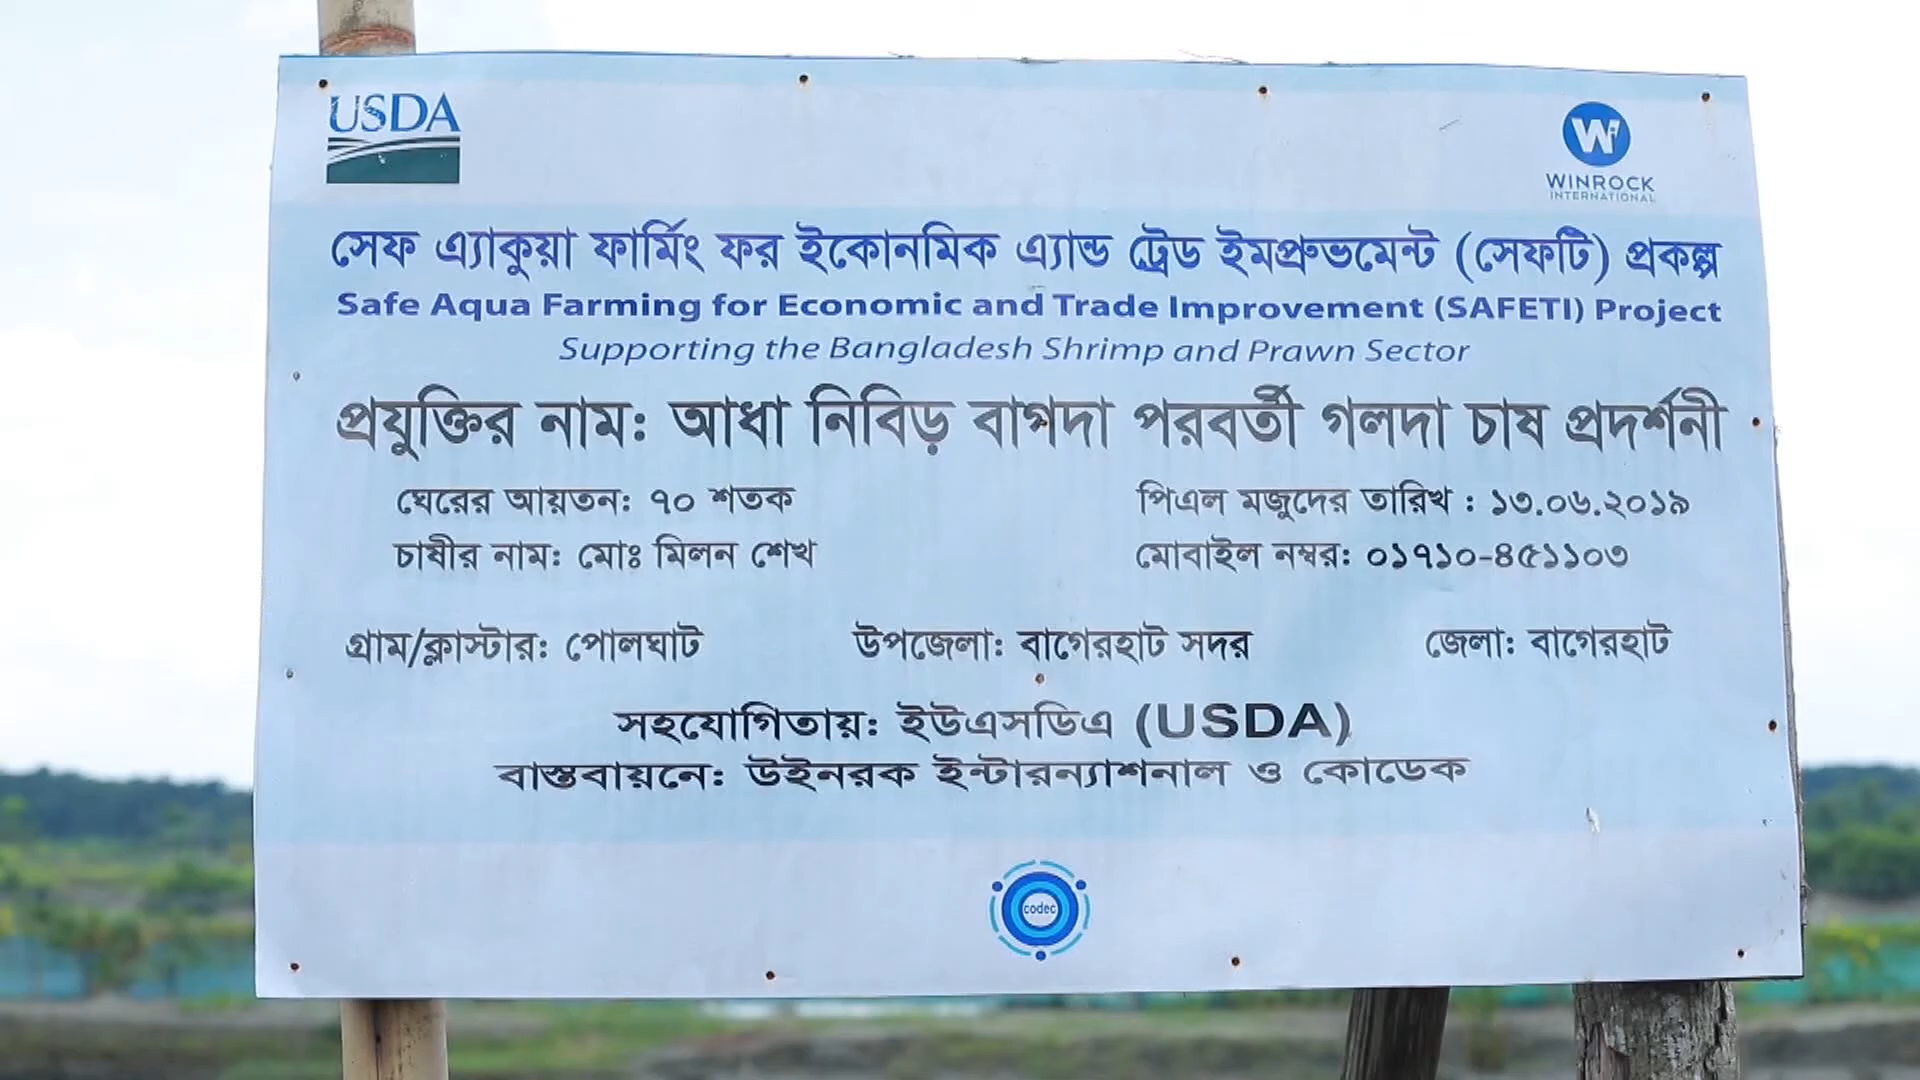 USDA
WINROCK
INTERNATIONAL
সেফ এ্যাকুয়া ফার্মিং ফর ইকোনমিক এ্যান্ড ট্রেড ইমপ্রুভমেন্ট (সেফটি) প্রকল্প
Safe Aqua Farming for Economic and Trade Improvement (SAFETI) Project
Supporting the Bangladesh Shrimp and Prawn Sector
প্রযুক্তির নাম: আধা নিবিড় বাগদা পরবর্তী গলদা চাষ প্রদর্শনী
ঘেরের আয়তন: ৭০ শতক পিএল মজুদের তারিখ : ১৩.০৬.২০১৯
চাষীর নাম: মোঃ মিলন শেখ মোবাইল নম্বর: ০১৭১০-৪৫১১০৩
গ্রাম/ক্লাস্টার: পোলঘাট উপজেলা: বাগেরহাট সদর জেলা: বাগেরহাট
সহযোগিতায়: ইউএসডিএ (USDA)
বাস্তবায়নে: উইনরক ইন্টারন্যাশনাল ও কোডেক
codec